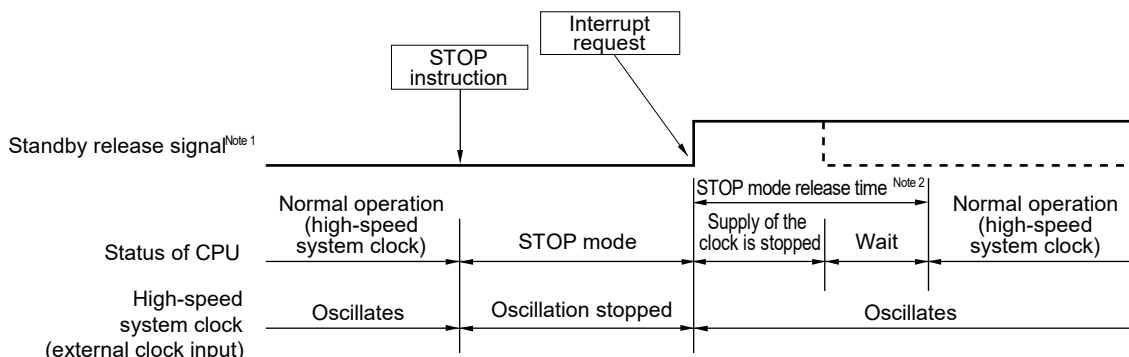 Interrupt
request
STOP
instruction
Standby release signal Note 1
STOP mode release time Note 2
Normal operation
(high-speed
system clock)
Supply of the
clock is stopped
Normal operation
(high-speed
system clock)
Status of CPU
STOP mode
Wait
High-speed
system clock
(external clock input)
Oscillates
Oscillation stopped
Oscillates